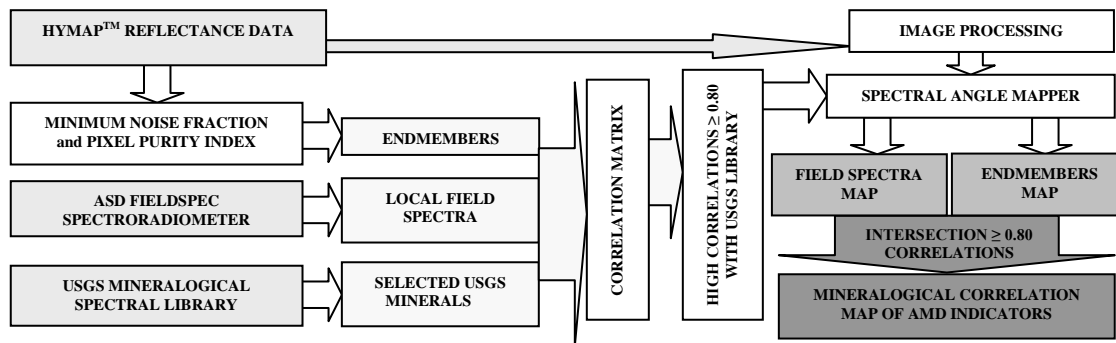 HYMAP™ REFLECTANCE DATA
IMAGE PROCESSING
MINIMUM NOISE FRACTION
and PIXEL PURITY INDEX
ENDMEMBERS
ASD FIELDSPEC
SPECTRORADIOMETER
LOCAL FIELD
SPECTRA
USGS MINERALOGICAL
SPECTRAL LIBRARY
SELECTED USGS
MINERALS
CORRELATION MATRIX
HIGH CORRELATIONS ≥ 0.80
WITH USGS LIBRARY
SPECTRAL ANGLE MAPPER
FIELD SPECTRA
MAP
ENDMEMBERS
MAP
INTERSECTION ≥ 0.80
CORRELATIONS
MINERALOGICAL CORRELATION
MAP OF AMD INDICATORS